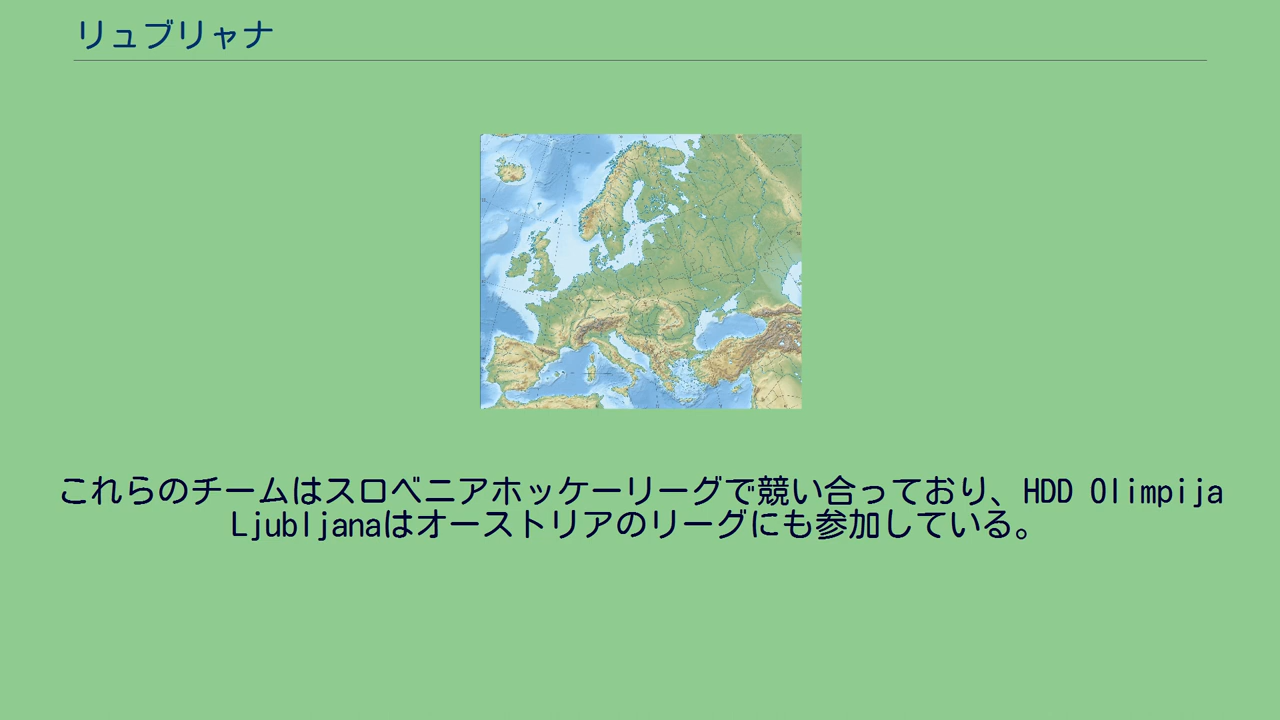 リュブリャナ
これらのチームはスロベニアホッケーリーグで競い合っており、HDD Olimpija
Ljubljanaはオーストリアのリーグにも参加している。